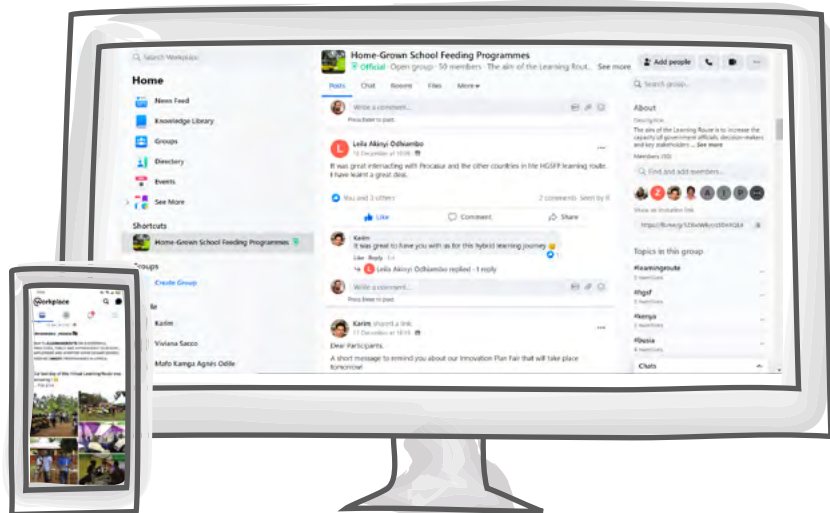 Search Workplace
Home
News Feed
Knowledge Library
Groups
Directory
Events
See More
Shortcuts
Home-Grown School Feeding Programmes
Groups
Create Group
Karim
Viviana Sacco
Mafo Kamga Agnès Odile
Home-Grown School Feeding Programmes
Official · Open group · 50 members · The aim of the Learning Rout... See more
Add people
Posts Chat Rooms Files More
Write a comment...
Press Enter to post.
Leila Akinyi Odhiambo
It was great interacting with Procasur and the other countries in the HGSFP learning route.
I have learnt a great deal.
You and 3 others
2 comments Seen by 8
Like Comment Share
Karim
It was great to have you with us for this hybrid learning journey
Like Reply
Leila Akinyi Odhiambo replied · 1 reply
Write a comment...
Press Enter to post.
Karim shared a link.
Dear Participants,
A short message to remind you about our Innovation Plan Fair that will take place
tomorrow!
Search group...
About
Description
The aim of the Learning Route is to increase the
capacity of government officials, decision-makers
and key stakeholders ... See more
Members (50)
Find and add members...
Topics in this group
#learningroute
#hgsf
#kenya
#busia
Chats
Workplace